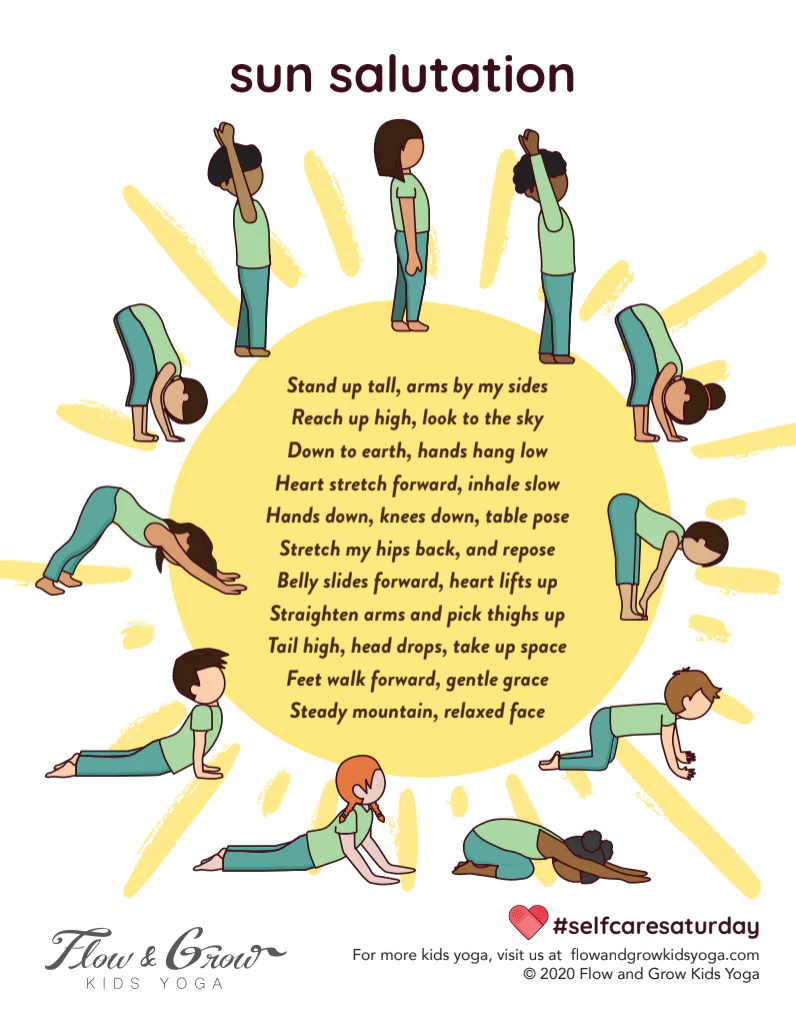 sun salutation
Stand up tall, arms by my sides
Reach up high, look to the sky
Down to earth, hands hang low
Heart stretch forward, inhale slow
Hands down, knees down, table pose
Stretch my hips back, and repose
Belly slides forward, heart lifts up
Straighten arms and pick thighs up
Tail high, head drops, take up space
Feet walk forward, gentle grace
Steady mountain, relaxed face
#selfcaresaturday
For more kids yoga, visit us at flowandgrowkidsyoga.com
© 2020 Flow and Grow Kids Yoga
Flow & Grow
KIDS YOGA